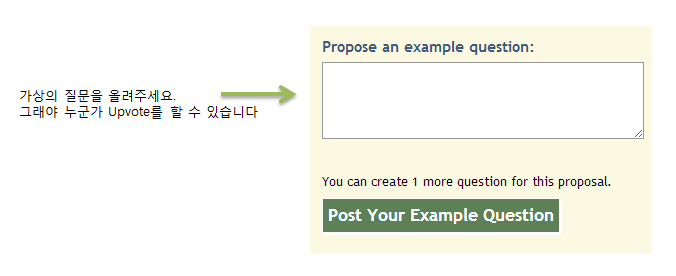 가상의 질문을 올려주세요.
그래야 누군가 Upvote를 할 수 있습니다
Propose an example question:
You can create 1 more question for this proposal.
Post Your Example Question